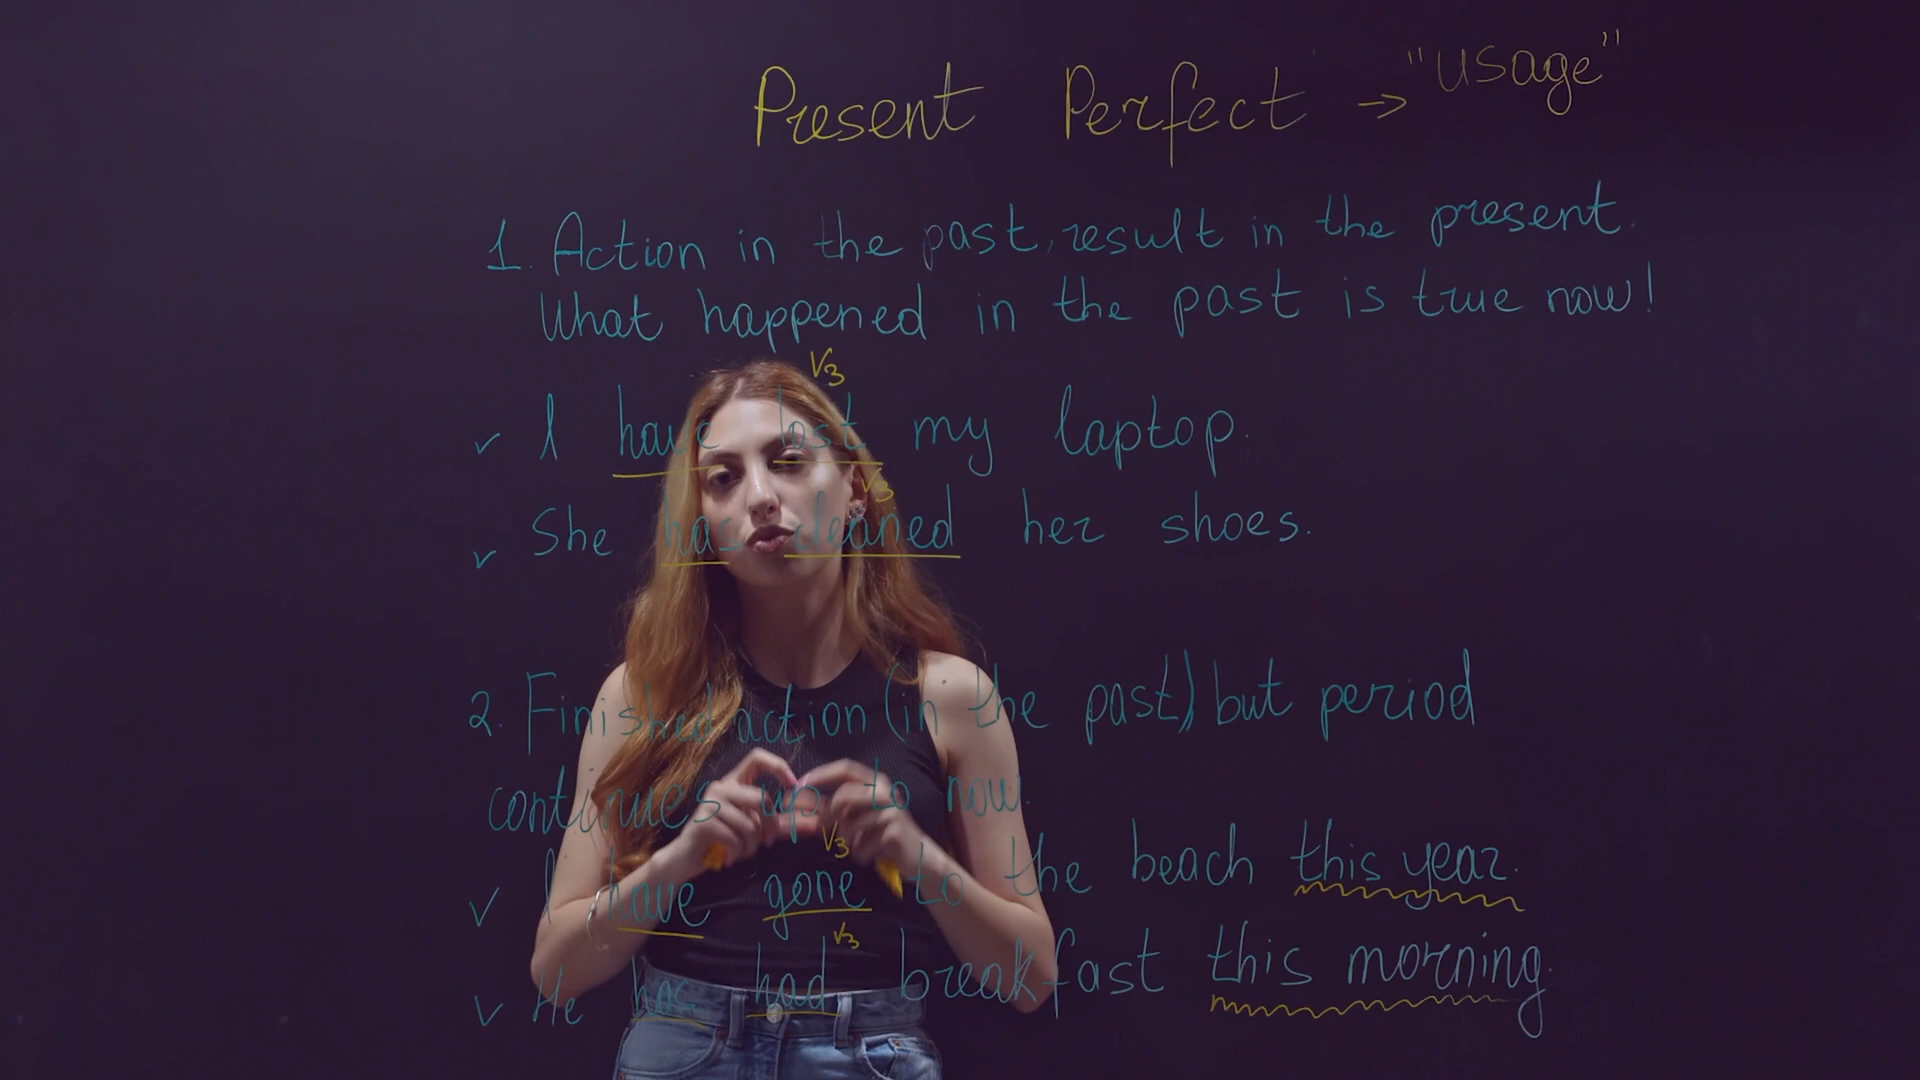 Present Perfect → "usage"
1. Action in the past, result in the present.
What happened in the past is true now!
V3
✓ I have lost my laptop.
V3
✓ She has cleaned her shoes.
2. Finished action (in the past) but period
continues up to now.
V3
✓ I have gone to the beach this year.
V3
✓ He has had breakfast this morning.